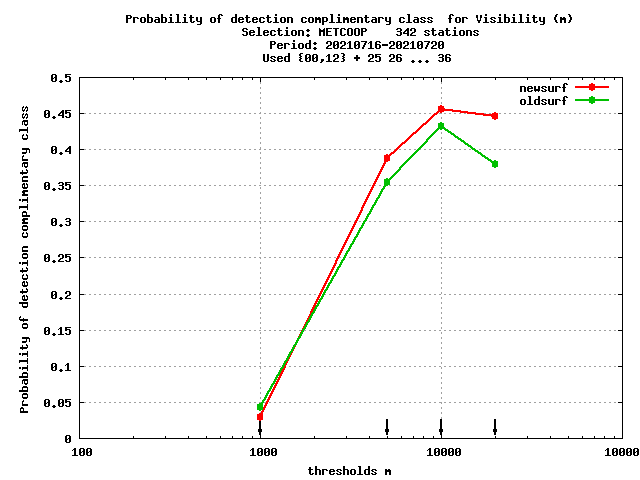 Probability of detection complimentary class  for Visibility (m)
Selection: METCOOP    342 stations
Period: 20210716-20210720
Used {00,12} + 25 26 ... 36
newsurf
oldsurf
0.5
0.45
0.4
0.35
0.3
0.25
0.2
0.15
0.1
0.05
0
Probability of detection complimentary class
100
1000
10000
10000
thresholds m